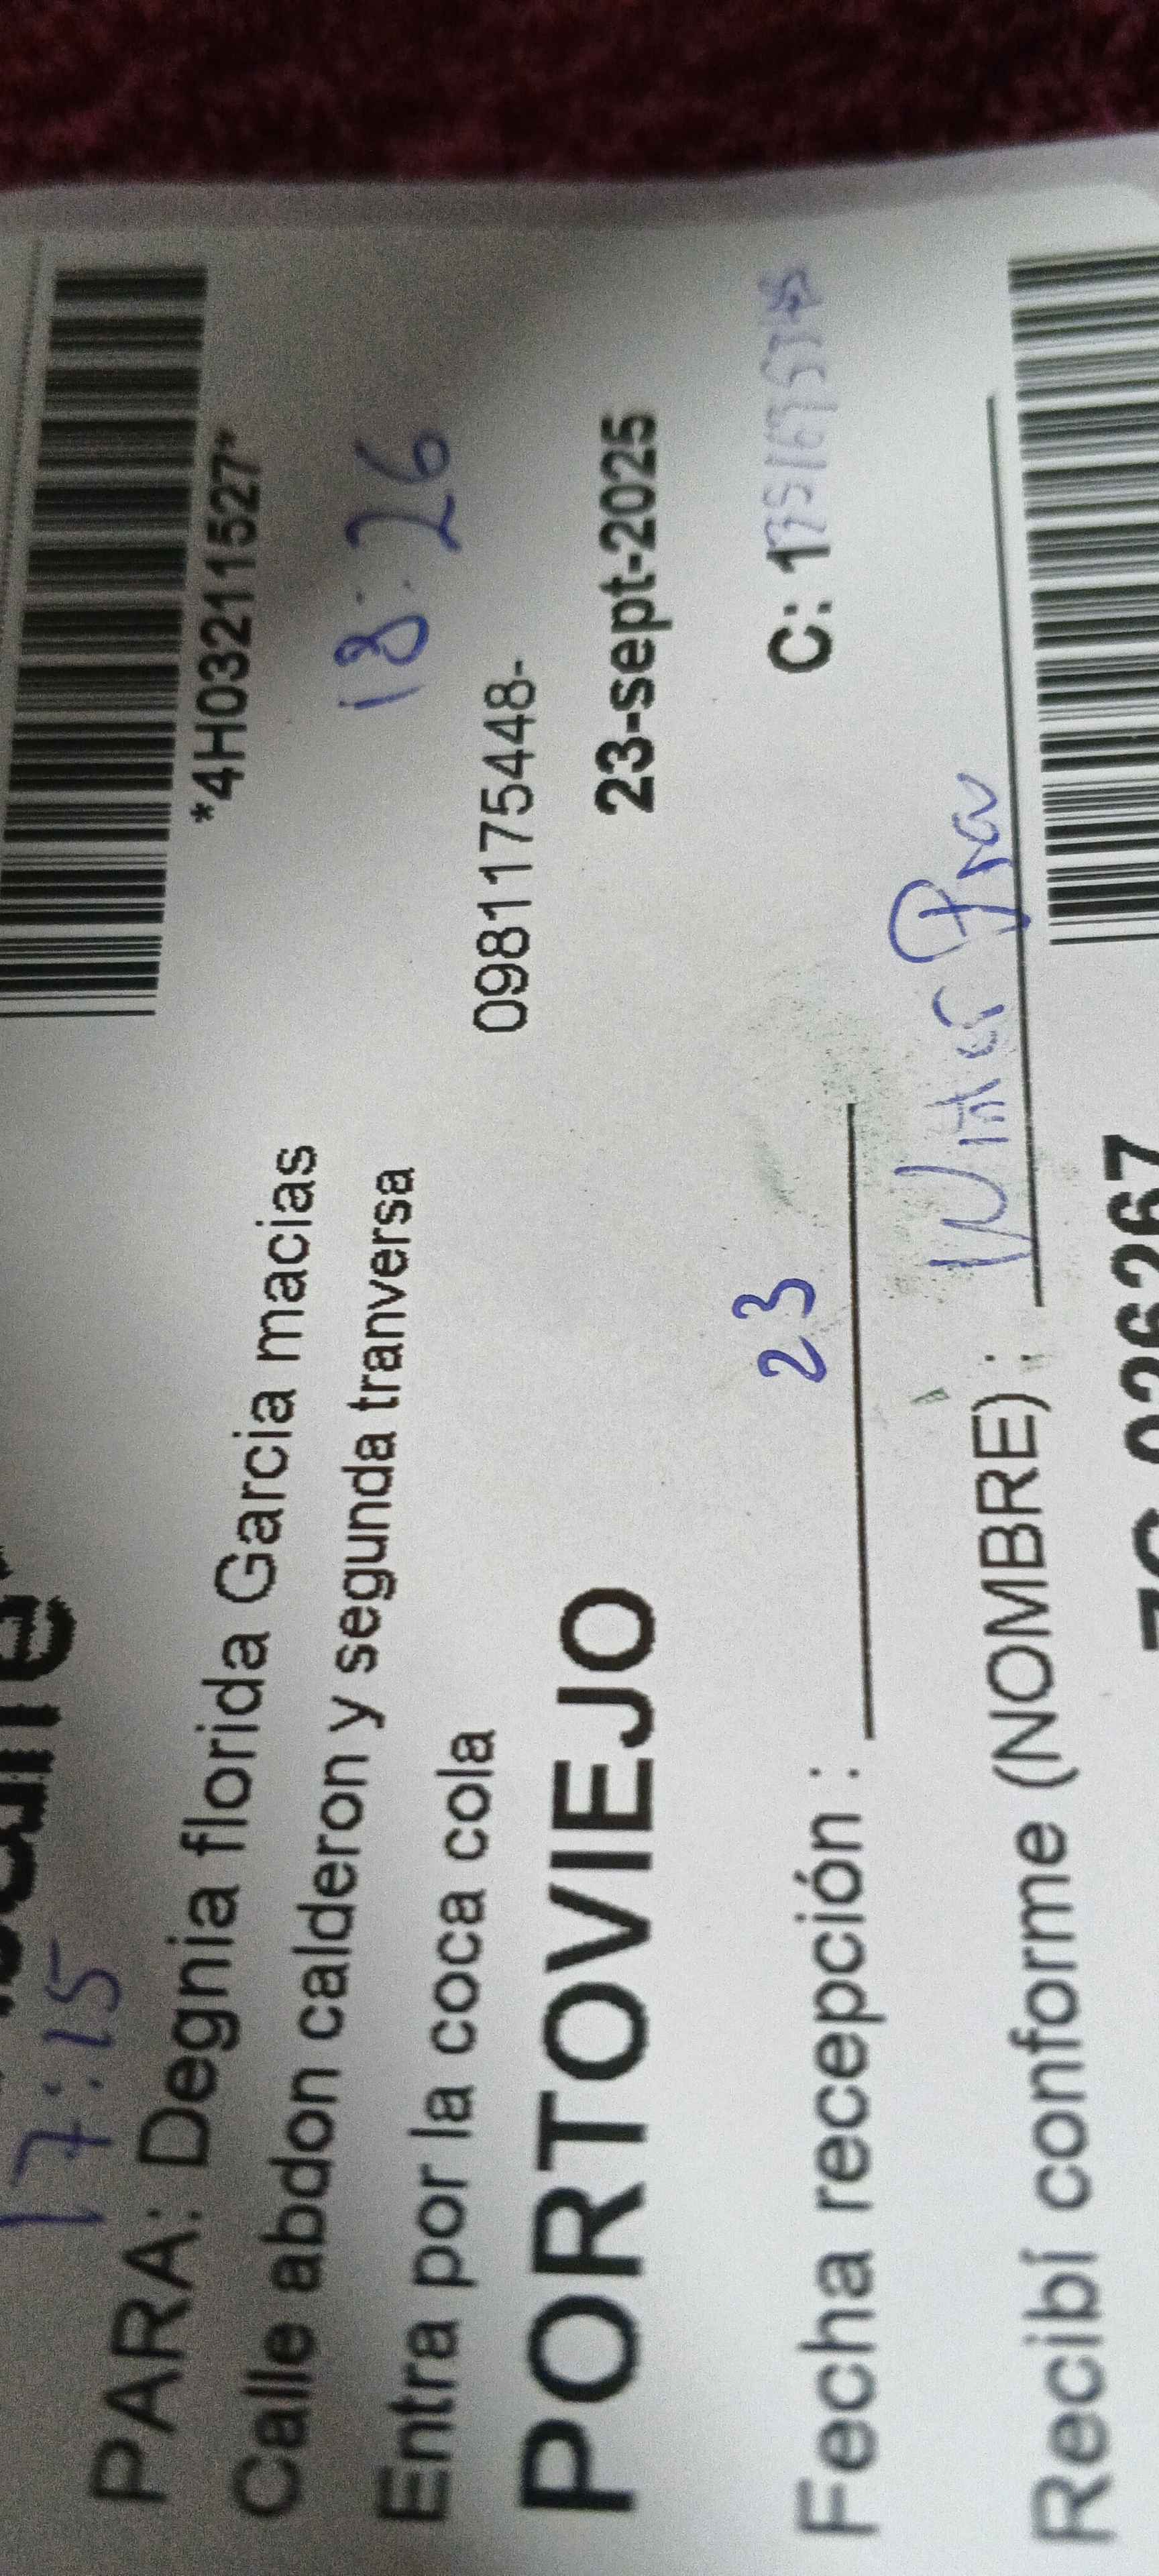 *4H03211527*
17:15
PARA: Degnia florida Garcia macias
18:26
Calle abdon calderon y segunda tranversa
Entra por la coca cola
0981175448-
PORTOVIEJO
23-sept-2025
23
Fecha recepción :
C: 1
Recibí conforme (NOMBRE) :